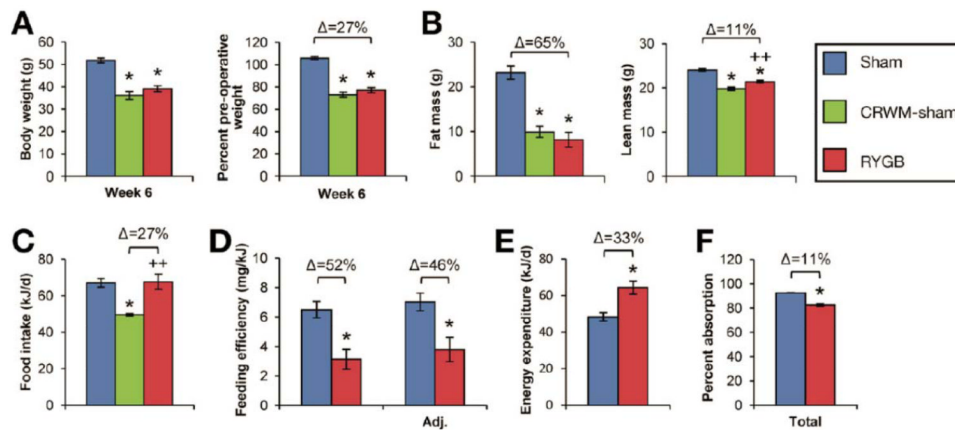 A
Body weight (g)
60
50
40
30
20
10
0
*
*
Week 6
Percent pre-operative
weight
120
100
80
60
40
20
0
Δ=27%
*
*
Week 6
B
Fat mass (g)
30
20
10
0
Δ=65%
*
*
Lean mass (g)
30
20
10
0
Δ=11%
*
++
*
Sham
CRWM-sham
RYGB
C
Food intake (kJ/d)
80
60
40
20
0
Δ=27%
*
++
D
Feeding efficiency (mg/kJ)
8
6
4
2
0
Δ=52%
*
Δ=46%
*
Adj.
E
Energy expenditure (kJ/d)
80
60
40
20
0
Δ=33%
*
F
Percent absorption
120
100
80
60
40
20
0
Δ=11%
*
Total